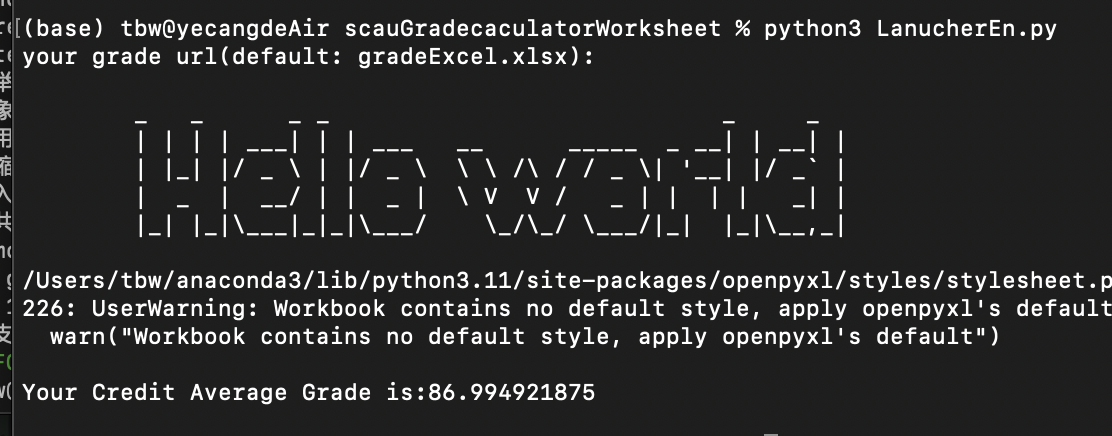 [(base) tbw@yecangdeAir scauGradecaculatorWorksheet % python3 LanucherEn.py
your grade url(default: gradeExcel.xlsx):
Hello world
/Users/tbw/anaconda3/lib/python3.11/site-packages/openpyxl/styles/stylesheet.p
226: UserWarning: Workbook contains no default style, apply openpyxl's default
warn("Workbook contains no default style, apply openpyxl's default")
Your Credit Average Grade is:86.994921875